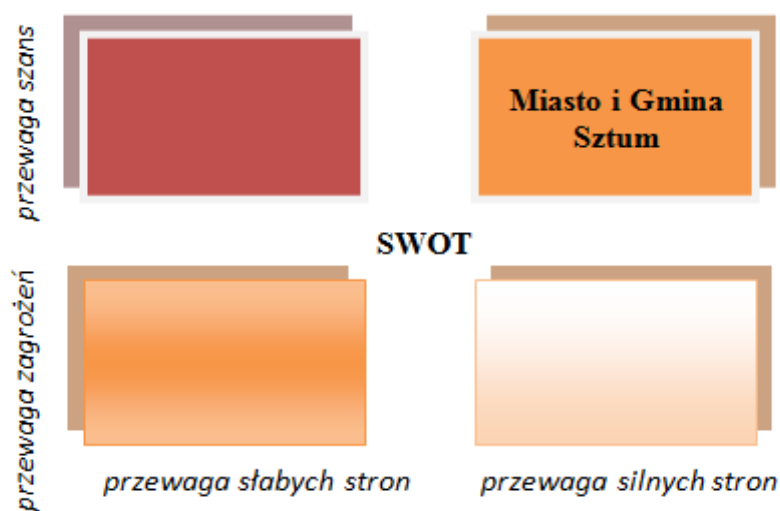 przewaga szans
Miasto i Gmina
Sztum
SWOT
przewaga zagrożeń
przewaga słabych stron
przewaga silnych stron